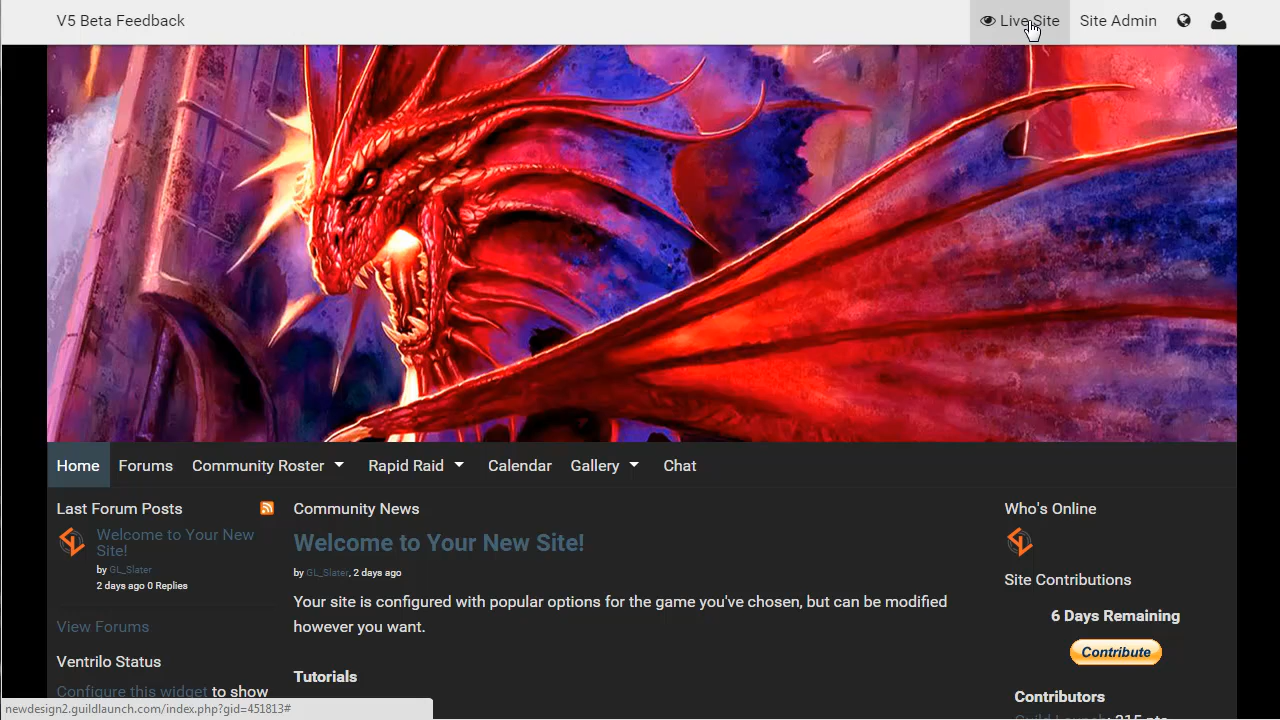 V5 Beta Feedback
Live Site
Site Admin
Home
Forums
Community Roster
Rapid Raid
Calendar
Gallery
Chat
Last Forum Posts
Welcome to Your New
Site!
by GL_Slater
2 days ago 0 Replies
View Forums
Ventrilo Status
Configure this widget to show
Community News
Welcome to Your New Site!
by GL_Slater, 2 days ago
Your site is configured with popular options for the game you've chosen, but can be modified
however you want.
Tutorials
Who's Online
Site Contributions
6 Days Remaining
Contribute
Contributors
Guild Launch: 315 pts
newdesign2.guildlaunch.com/index.php?gid=451813#